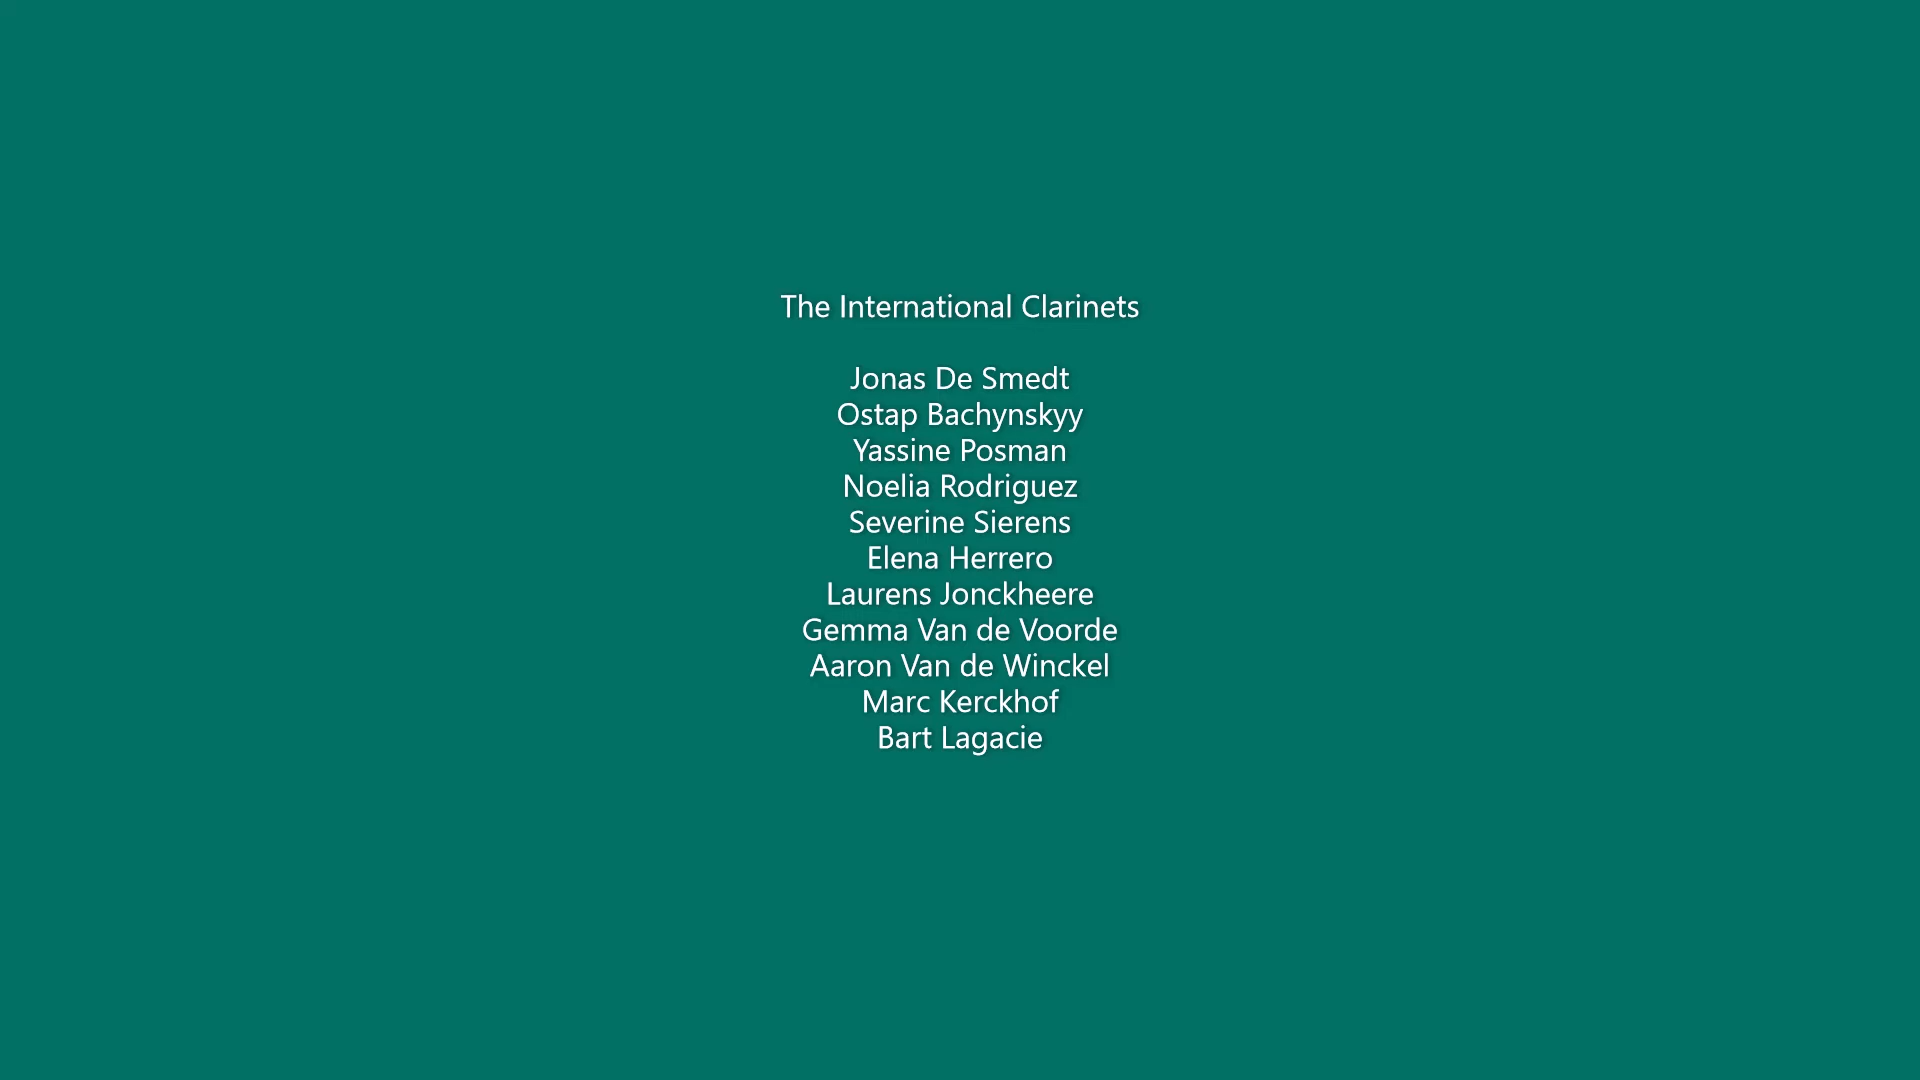 The International Clarinets
Jonas De Smedt
Ostap Bachynskyy
Yassine Posman
Noelia Rodriguez
Severine Sierens
Elena Herrero
Laurens Jonckheere
Gemma Van de Voorde
Aaron Van de Winckel
Marc Kerckhof
Bart Lagacie